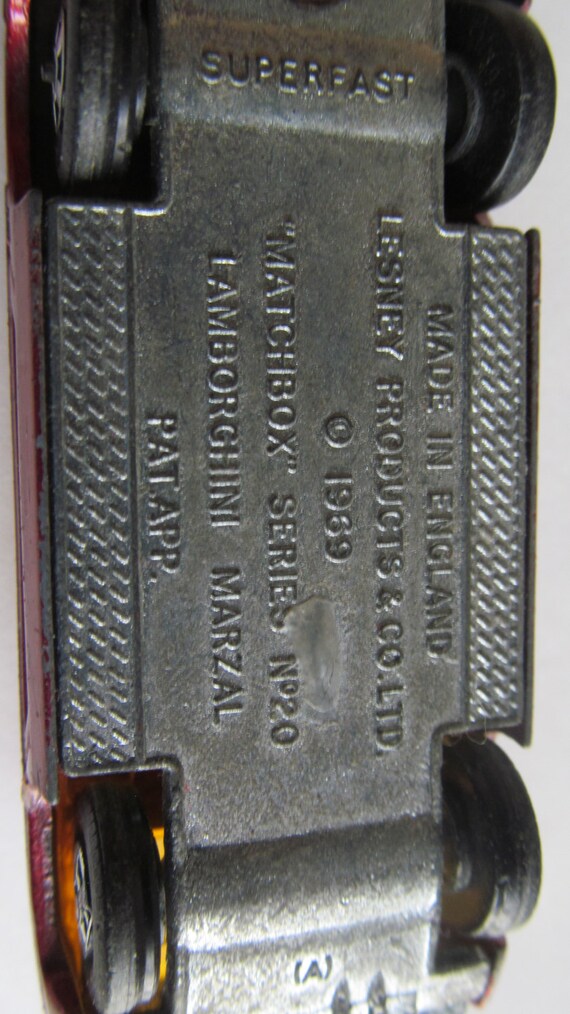 SUPERFAST
MADE IN ENGLAND
LESNEY PRODUCTS & CO. LTD.
© 1969
"MATCHBOX" SERIES Nº20
LAMBORGHINI MARZAL
PAT. APP.
(A)